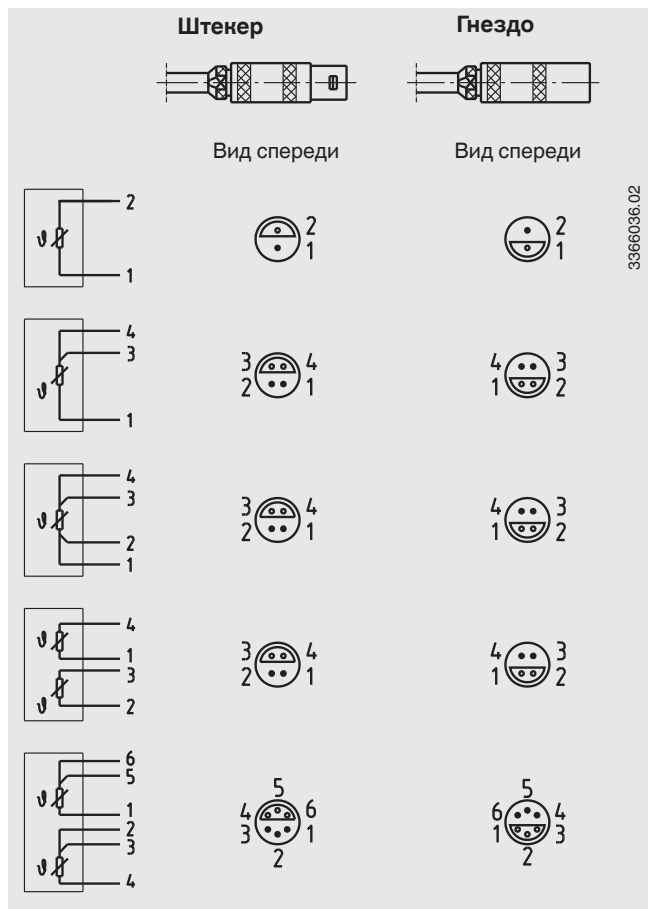 Штекер Гнездо
Вид спереди Вид спереди
3366036.02
ϑ 2 2 2
1 1 1
4
3 3 4 4 3
ϑ 2 1 1 2
1
4
3 3 4 4 3
ϑ 2 1 1 2
2
1
ϑ 4
1 3 4 4 3
3 2 1 1 2
ϑ 2
6
5 5 5
ϑ 4 6 6 4
1 3 1 1 3
2 2 2
3
ϑ 4